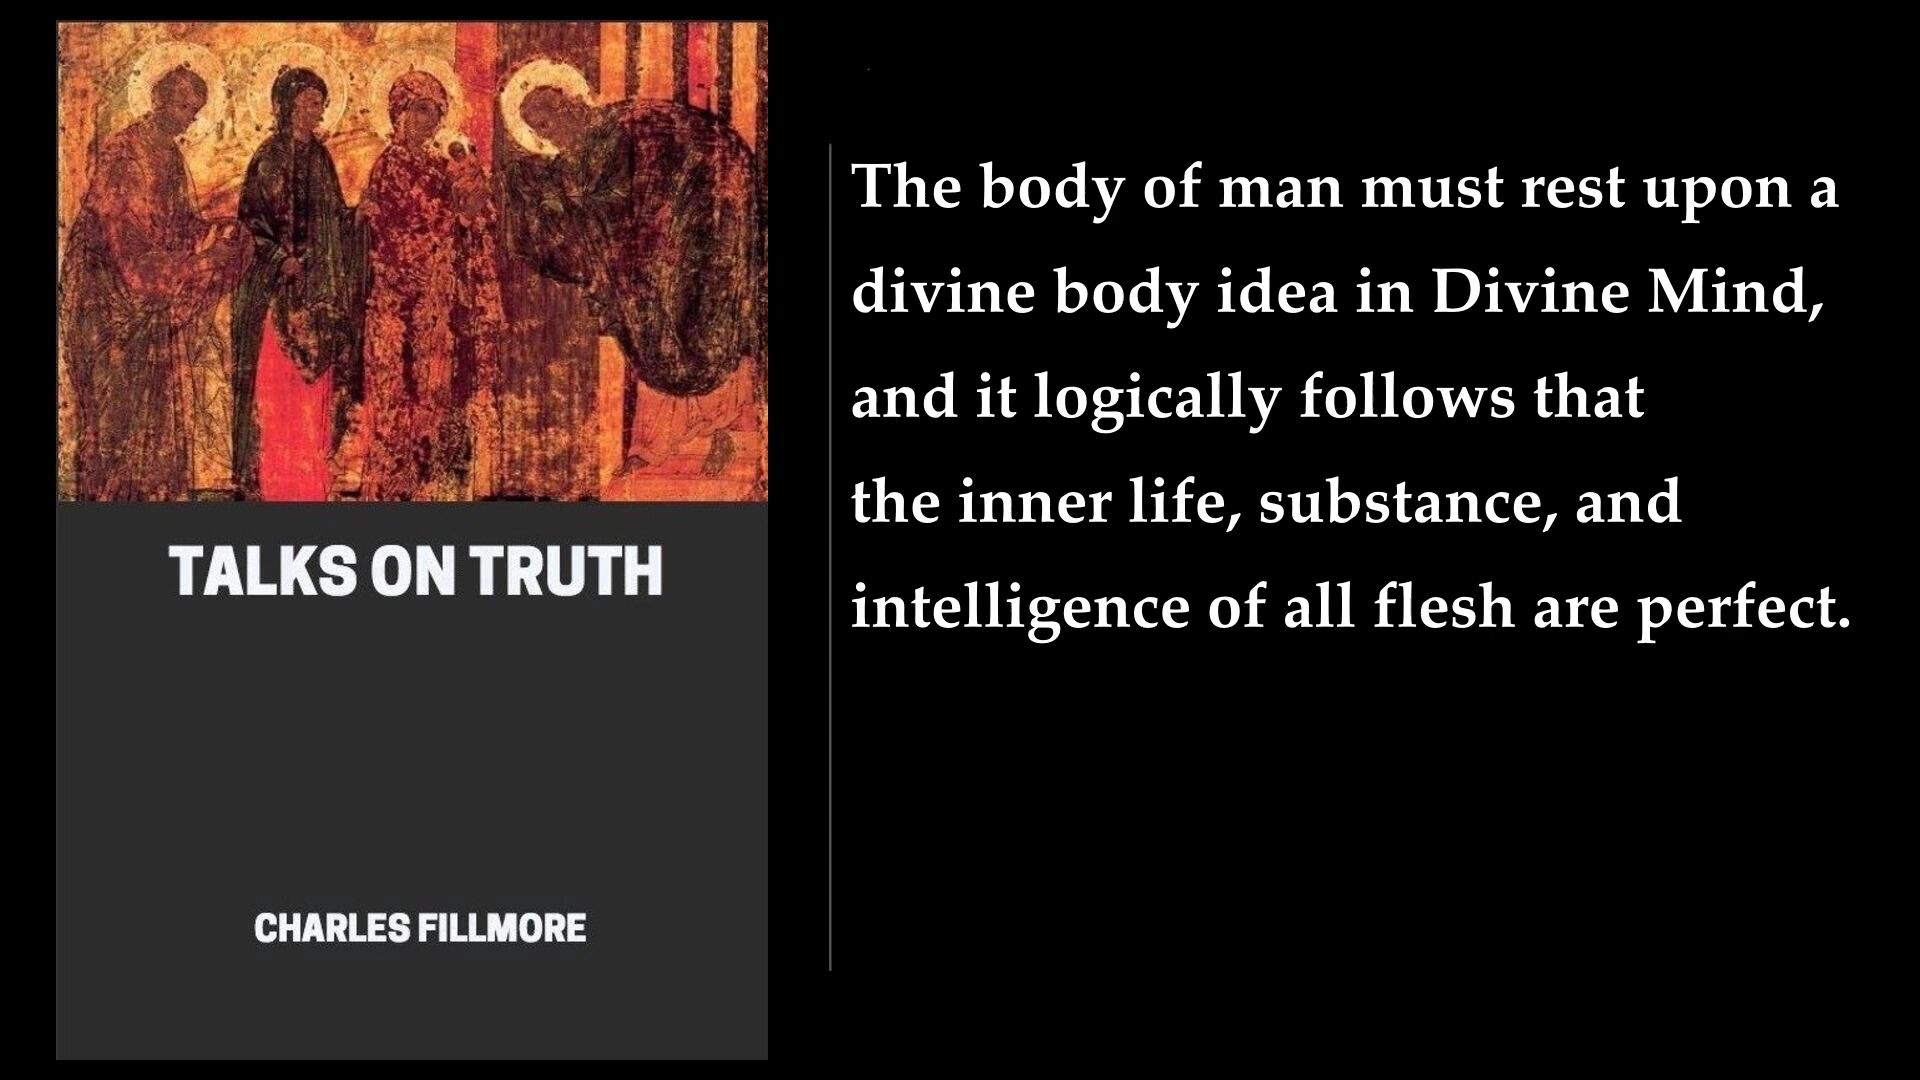 TALKS ON TRUTH
CHARLES FILLMORE
The body of man must rest upon a
divine body idea in Divine Mind,
and it logically follows that
the inner life, substance, and
intelligence of all flesh are perfect.